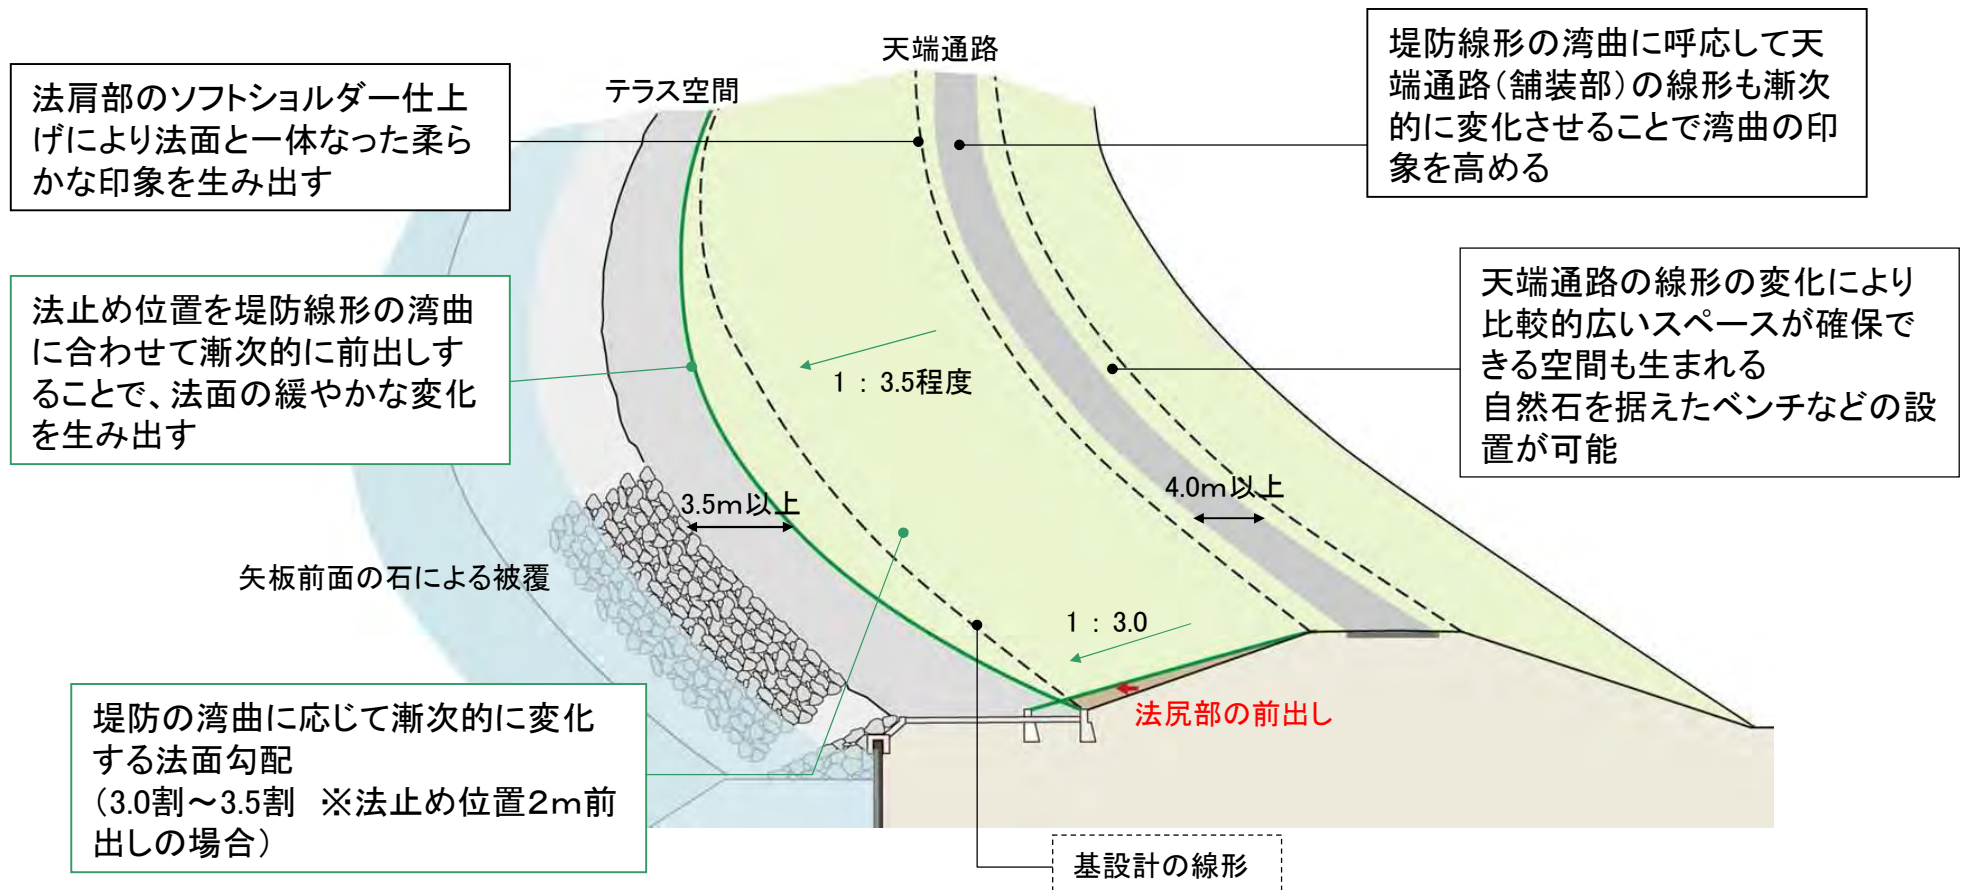 天端通路
テラス空間
法肩部のソフトショルダー仕上
げにより法面と一体なった柔ら
かな印象を生み出す
堤防線形の湾曲に呼応して天
端通路（舗装部）の線形も漸次
的に変化させることで湾曲の印
象を高める
法止め位置を堤防線形の湾曲
に合わせて漸次的に前出しす
ることで、法面の緩やかな変化
を生み出す
天端通路の線形の変化により
比較的広いスペースが確保で
きる空間も生まれる
自然石を据えたベンチなどの設
置が可能
1 : 3.5程度
3.5m以上
4.0m以上
矢板前面の石による被覆
1 : 3.0
法尻部の前出し
堤防の湾曲に応じて漸次的に変化
する法面勾配
（3.0割～3.5割　※法止め位置2m前
出しの場合）
基設計の線形